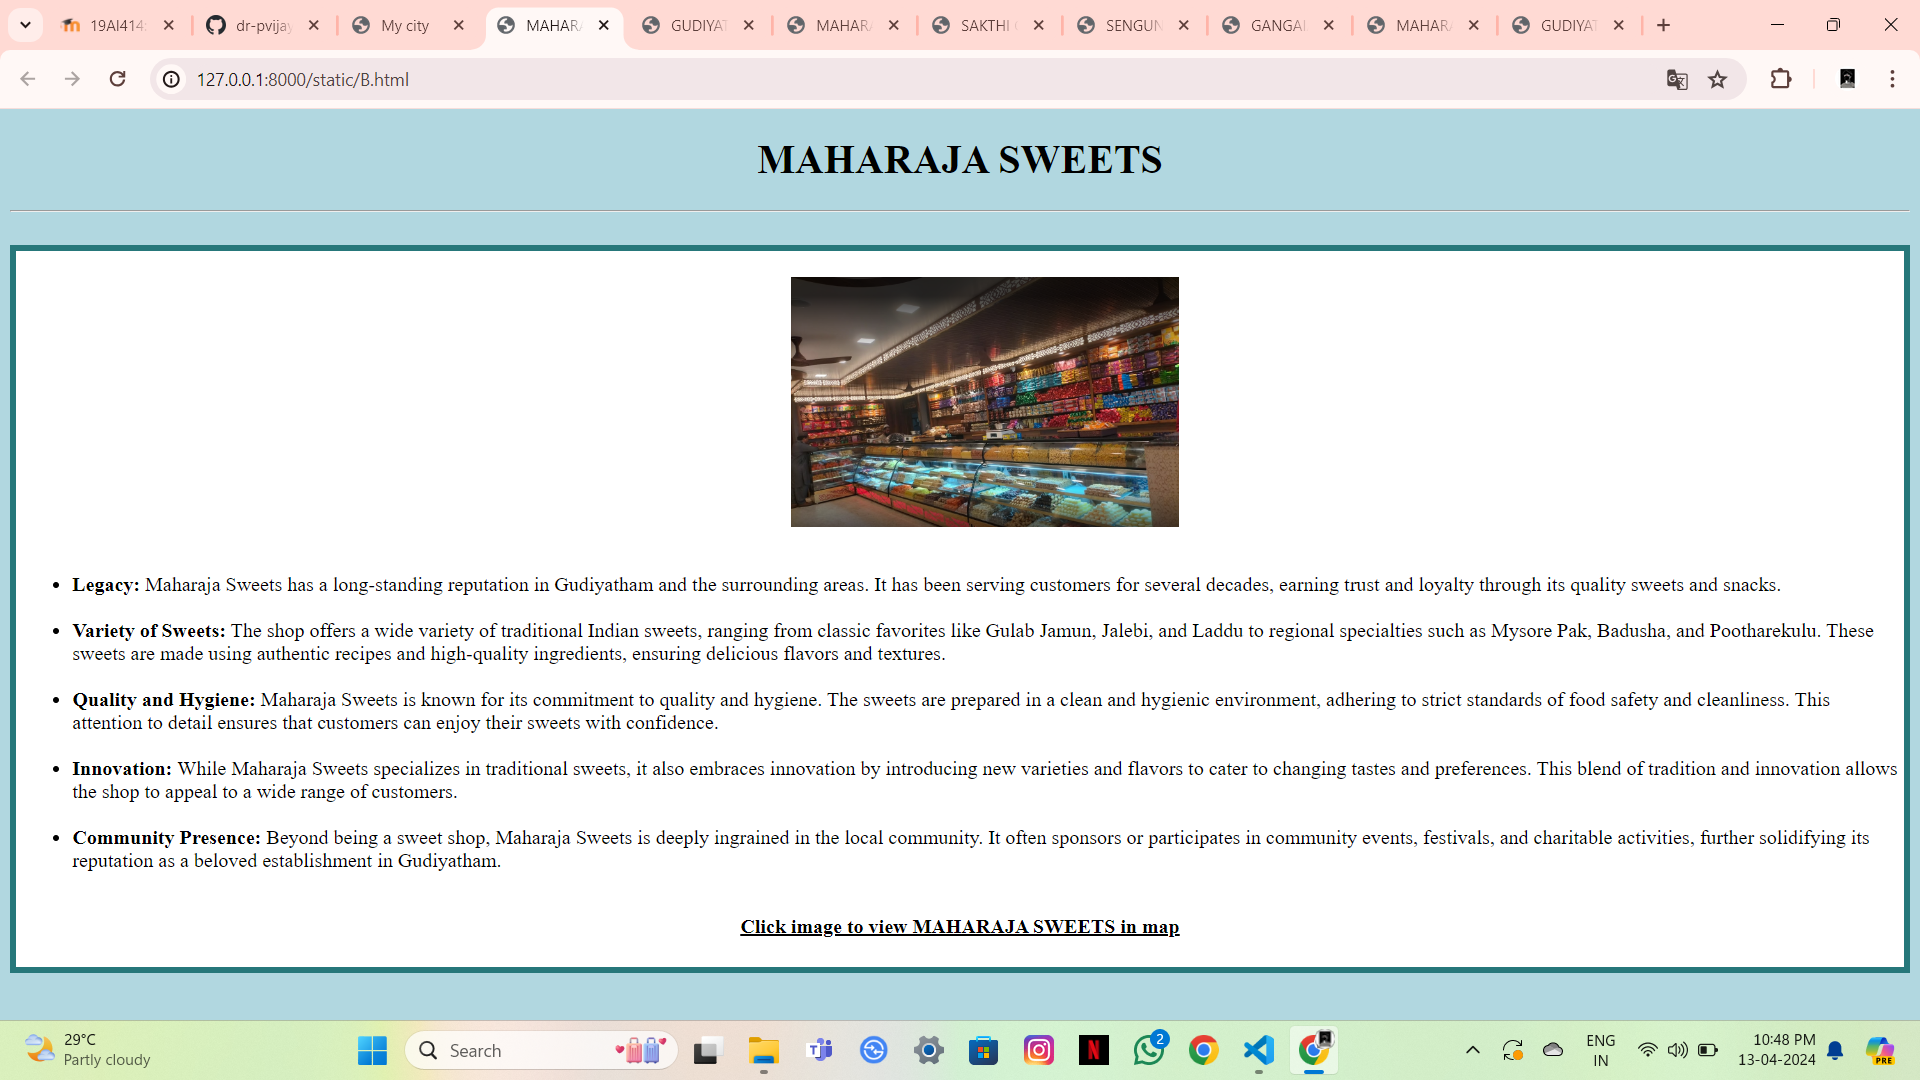 19AI414:
dr-pvijay
My city
MAHARA
GUDIYAT
MAHARA
SAKTHI
SENGUN
GANGAI
MAHARA
GUDIYAT
127.0.0.1:8000/static/B.html
MAHARAJA SWEETS
• Legacy: Maharaja Sweets has a long-standing reputation in Gudiyatham and the surrounding areas. It has been serving customers for several decades, earning trust and loyalty through its quality sweets and snacks.
• Variety of Sweets: The shop offers a wide variety of traditional Indian sweets, ranging from classic favorites like Gulab Jamun, Jalebi, and Laddu to regional specialties such as Mysore Pak, Badusha, and Pootharekulu. These
sweets are made using authentic recipes and high-quality ingredients, ensuring delicious flavors and textures.
• Quality and Hygiene: Maharaja Sweets is known for its commitment to quality and hygiene. The sweets are prepared in a clean and hygienic environment, adhering to strict standards of food safety and cleanliness. This
attention to detail ensures that customers can enjoy their sweets with confidence.
• Innovation: While Maharaja Sweets specializes in traditional sweets, it also embraces innovation by introducing new varieties and flavors to cater to changing tastes and preferences. This blend of tradition and innovation allows
the shop to appeal to a wide range of customers.
• Community Presence: Beyond being a sweet shop, Maharaja Sweets is deeply ingrained in the local community. It often sponsors or participates in community events, festivals, and charitable activities, further solidifying its
reputation as a beloved establishment in Gudiyatham.
Click image to view MAHARAJA SWEETS in map
29°C
Partly cloudy
Search
N
2
ENG
IN
10:48 PM
13-04-2024
PRE